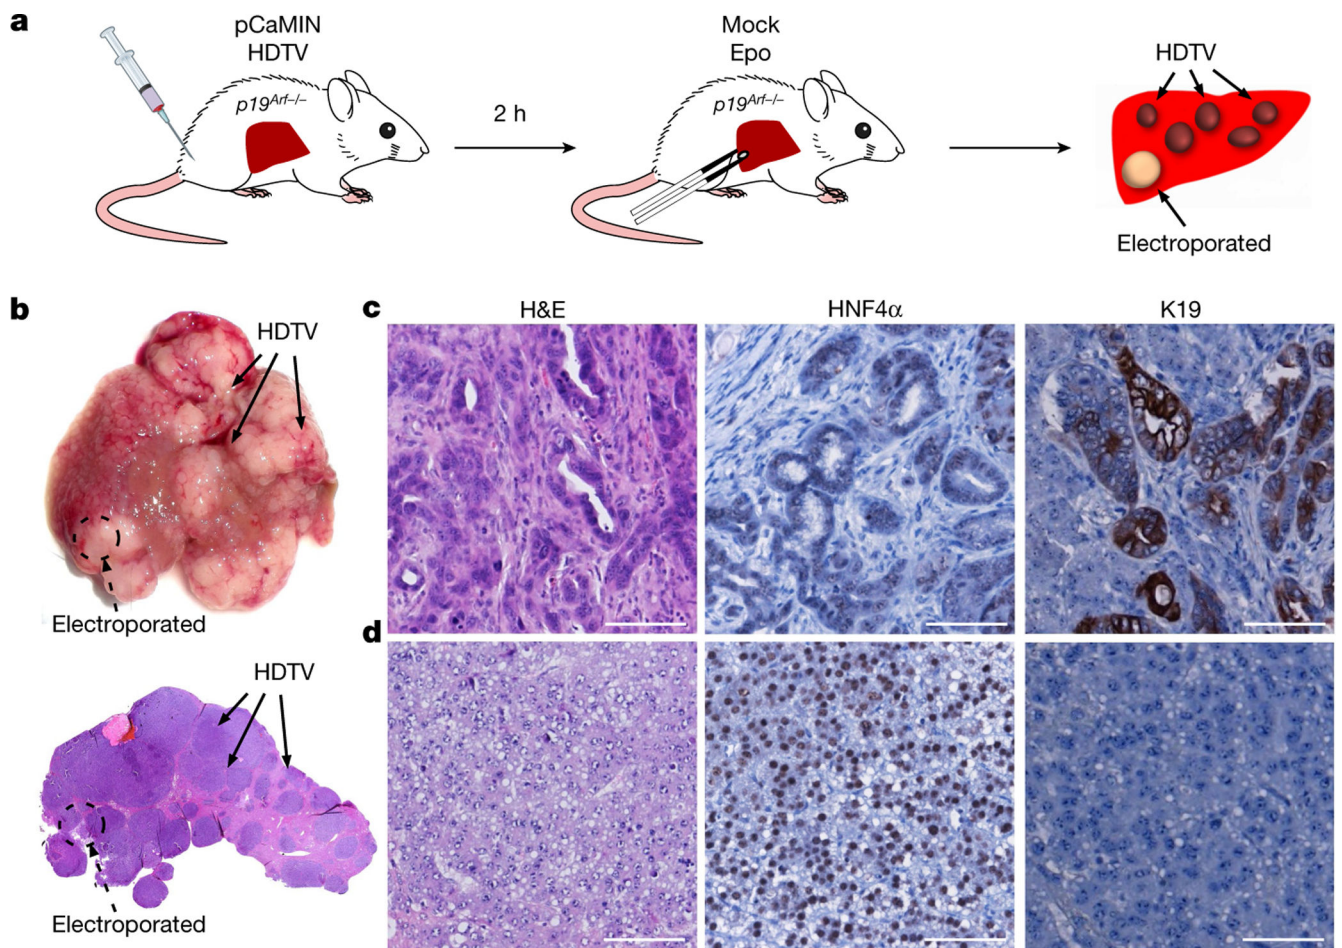 a
pCaMIN
HDTV
p19Arf–/–
2 h
Mock
Epo
p19Arf–/–
HDTV
Electroporated
b
HDTV
Electroporated
HDTV
Electroporated
c
H&E
HNF4α
K19
d